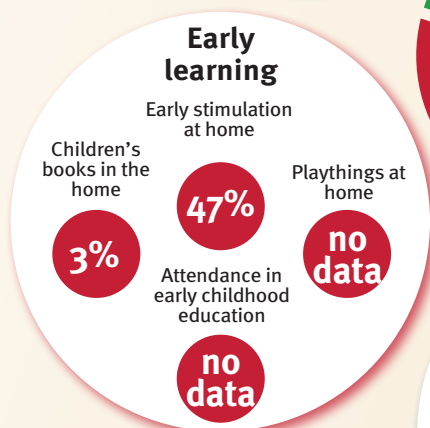 Early
learning
Early stimulation
at home
47%
Children's
books in the
home
3%
Playthings at
home
no
data
Attendance in
early childhood
education
no
data